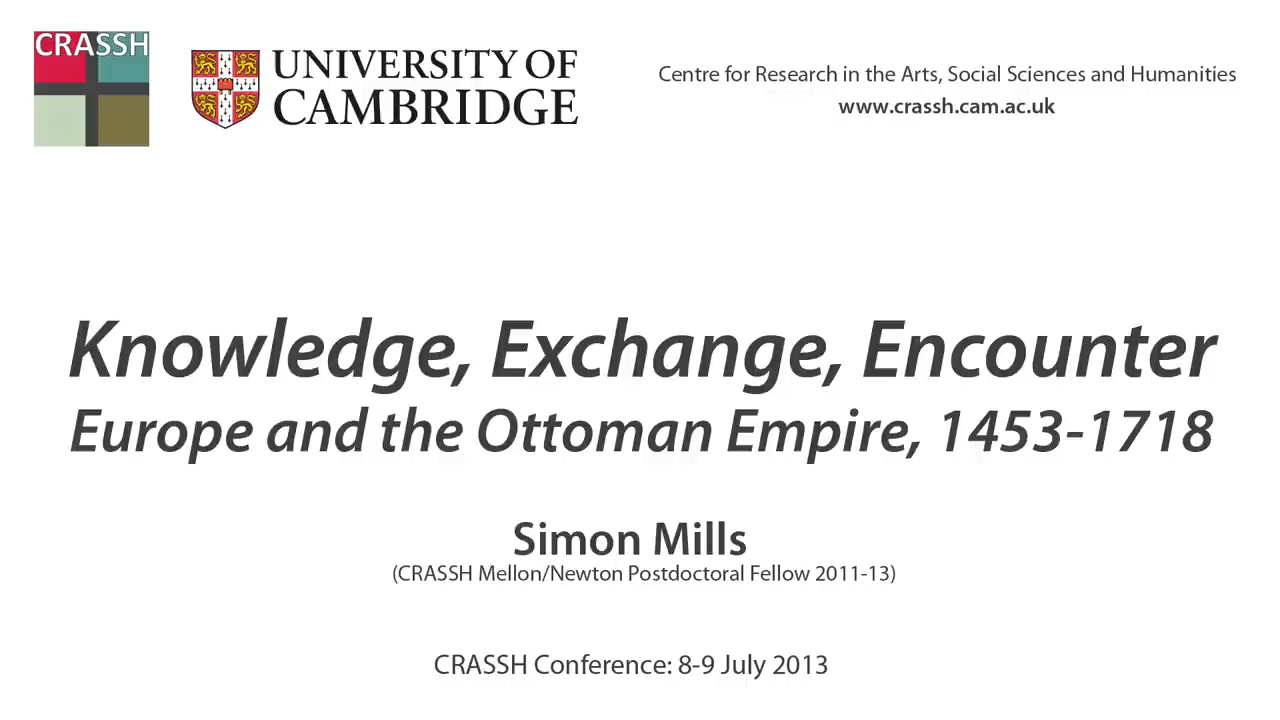 CRASSH
UNIVERSITY OF
CAMBRIDGE
Centre for Research in the Arts, Social Sciences and Humanities
www.crassh.cam.ac.uk
Knowledge, Exchange, Encounter
Europe and the Ottoman Empire, 1453-1718
Simon Mills
(CRASSH Mellon/Newton Postdoctoral Fellow 2011-13)
CRASSH Conference: 8-9 July 2013